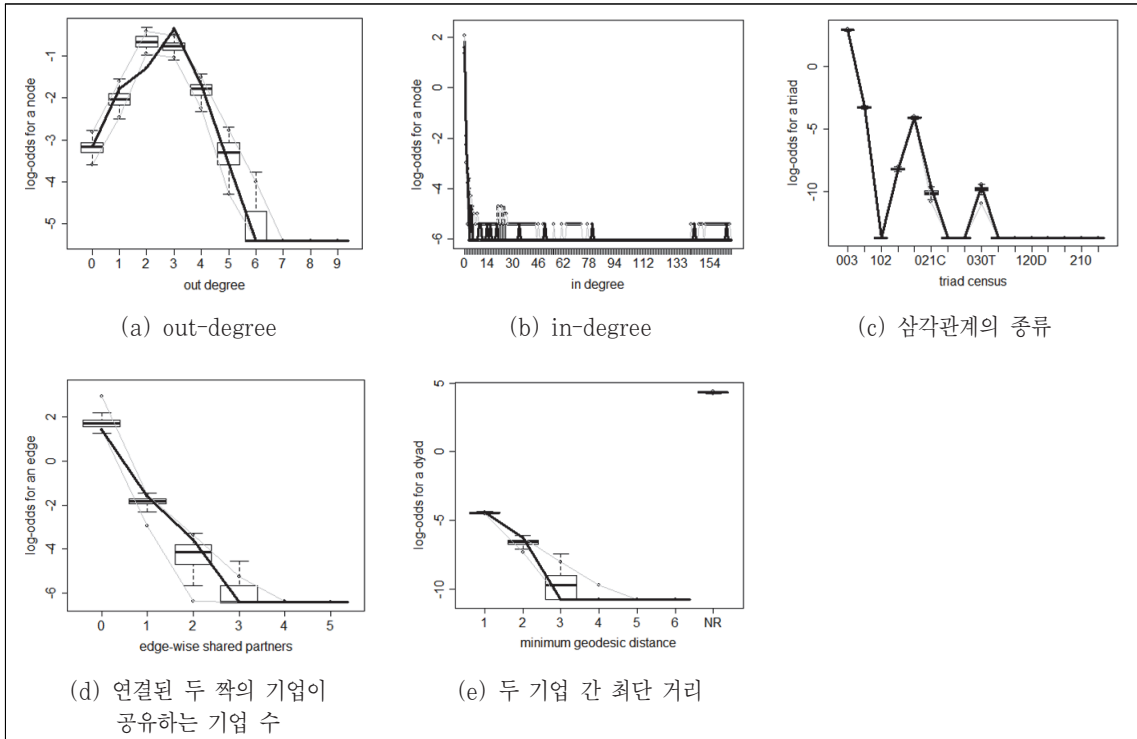 log-odds for a node
-1
-2
-3
-4
-5
0 1 2 3 4 5 6 7 8 9
out degree
(a) out-degree
log-odds for a node
2
0
-2
-4
-6
0 14 30 46 62 78 94 112 133 154
in degree
(b) in-degree
log-odds for a triad
0
-5
-10
003 102 021C 030T 120D 210
triad census
(c) 삼각관계의 종류
log-odds for an edge
2
0
-2
-4
-6
0 1 2 3 4 5
edge-wise shared partners
(d) 연결된 두 짝의 기업이
공유하는 기업 수
log-odds for a dyad
5
0
-5
-10
1 2 3 4 5 6 NR
minimum geodesic distance
(e) 두 기업 간 최단 거리